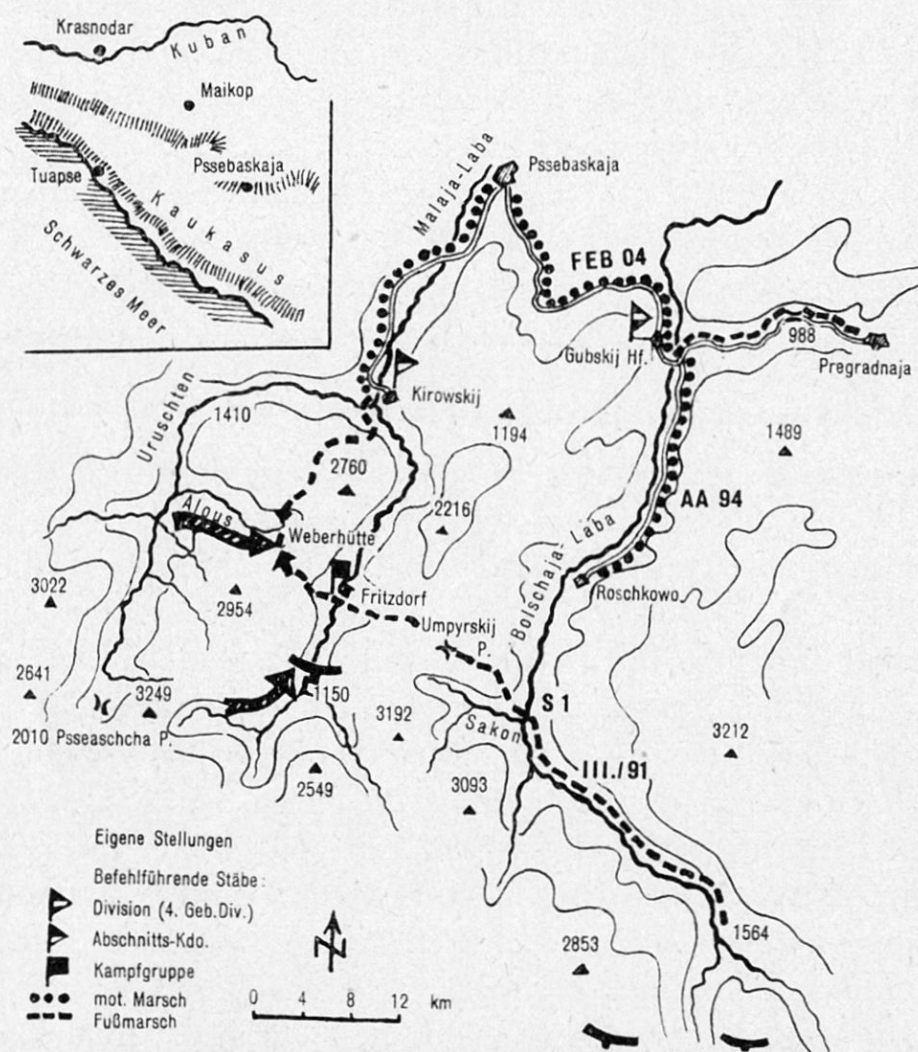 Krasnodar
Kuban
Maikop
Pssebaskaja
Tuapse
Kaukasus
Schwarzes Meer
Malaja-Laba
Pssebaskaja
FEB 04
Gubskij Hf.
988
Pregradnaja
Kirowskij
1194
1489
Uruschten
1410
2760
2216
AA 94
Alous
Weberhütte
Bolschaja-Laba
3022
2954
Fritzdorf
Roschkowo
Umpyrskij
P.
2641
3249
1150
2010 Psseaschcha P.
3192
Sakon
S 1
3212
2549
3093
III./91
1564
2853
Eigene Stellungen
Befehlführende Stäbe:
Division (4. Geb.Div.)
Abschnitts-Kdo.
Kampfgruppe
mot. Marsch
Fußmarsch
N
0 4 8 12 km